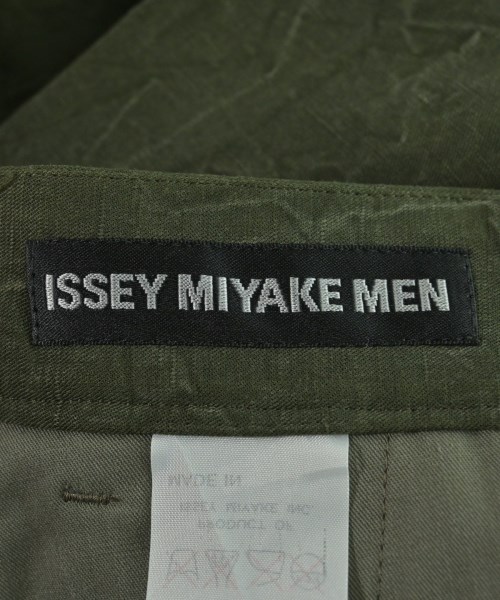 ISSEY MIYAKE MEN
MADE IN
ISSEY MIYAKE INC.
PRODUCT OF